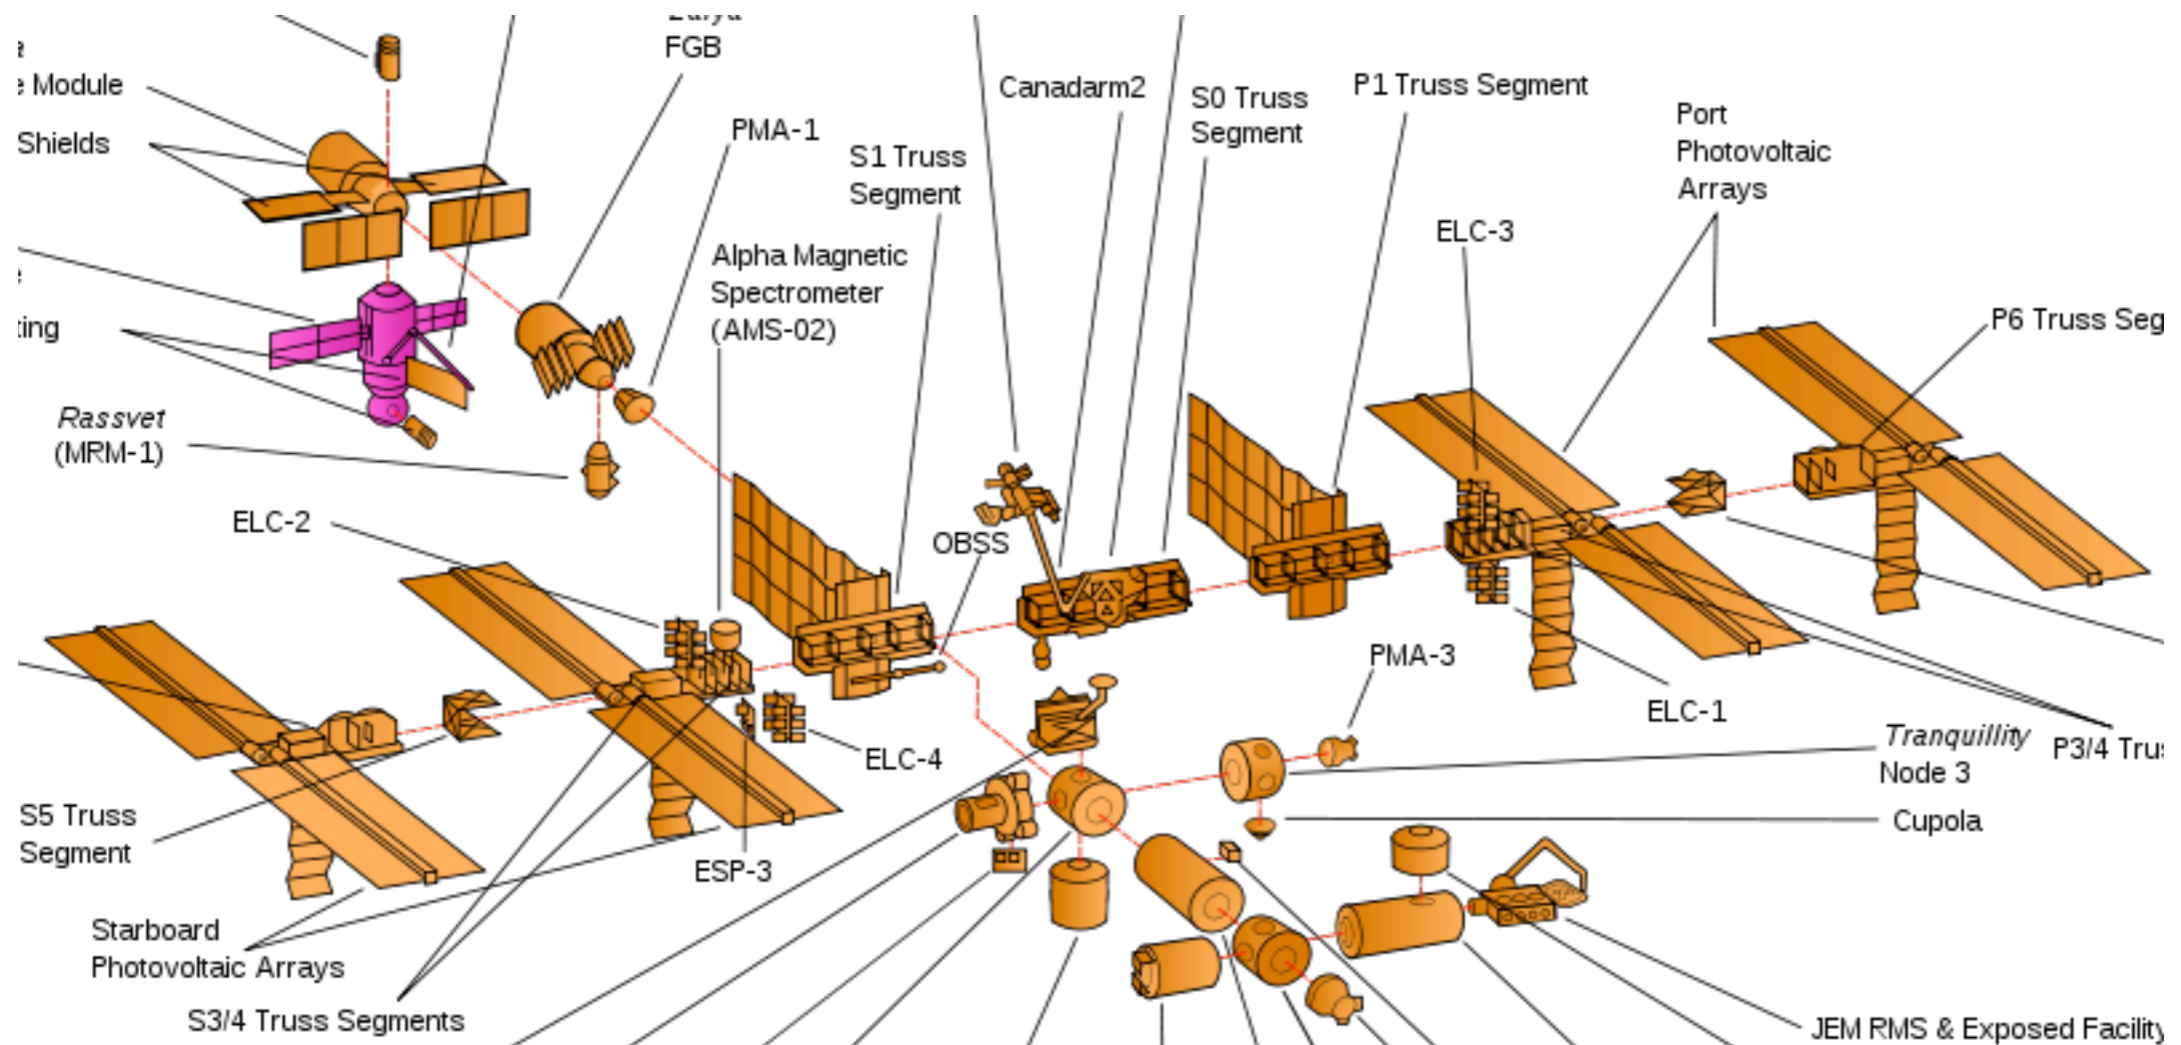 FGB
Module
Shields
PMA-1
S1 Truss
Segment
Canadarm2
S0 Truss
Segment
P1 Truss Segment
Port
Photovoltaic
Arrays
ELC-3
Alpha Magnetic
Spectrometer
(AMS-02)
P6 Truss Seg
ting
Rassvet
(MRM-1)
ELC-2
OBSS
PMA-3
ELC-1
Tranquillity
Node 3
P3/4 Trus
ELC-4
Cupola
S5 Truss
Segment
ESP-3
Starboard
Photovoltaic Arrays
S3/4 Truss Segments
JEM RMS & Exposed Facility